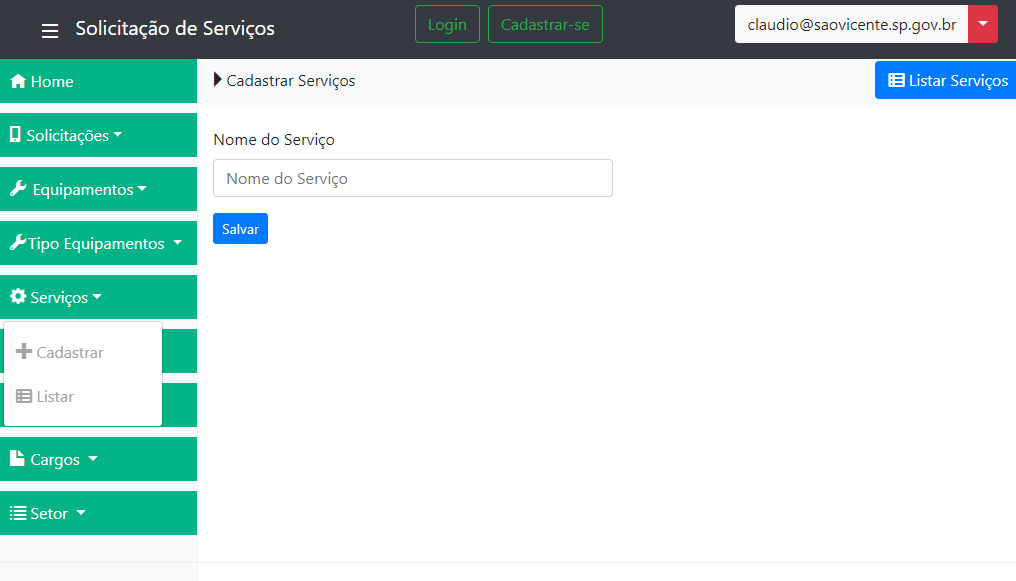 Solicitação de Serviços
Login
Cadastrar-se
claudio@saovicente.sp.gov.br
Home
Solicitações
Equipamentos
Tipo Equipamentos
Serviços
Cadastrar
Listar
Cargos
Setor
Cadastrar Serviços
Listar Serviços
Nome do Serviço
Nome do Serviço
Salvar